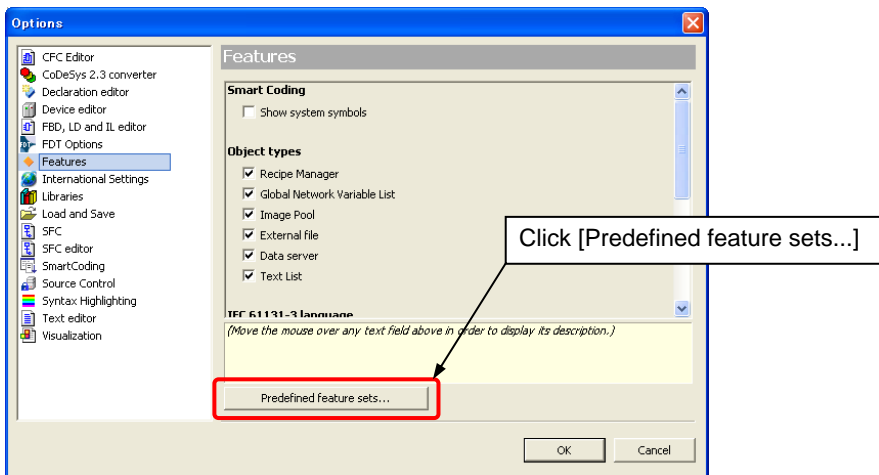 Options
CFC Editor
CoDeSys 2.3 converter
Declaration editor
Device editor
FBD, LD and IL editor
FDT Options
Features
International Settings
Libraries
Load and Save
SFC
SFC editor
SmartCoding
Source Control
Syntax Highlighting
Text editor
Visualization
Features
Smart Coding
Show system symbols
Object types
Recipe Manager
Global Network Variable List
Image Pool
External file
Data server
Text List
IEC 61131-3 language
(Move the mouse over any text field above in order to display its description.)
Predefined feature sets...
OK
Cancel
Click [Predefined feature sets...]